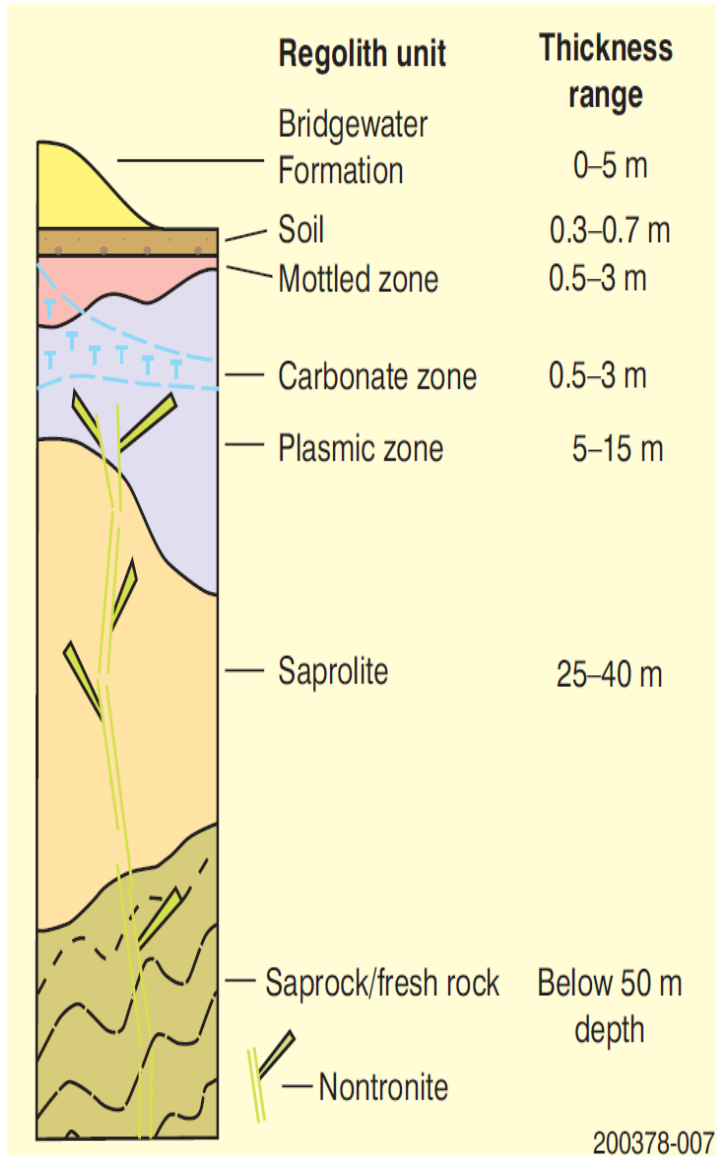 Regolith unit
Thickness range
Bridgewater Formation
0–5 m
Soil
0.3–0.7 m
Mottled zone
0.5–3 m
Carbonate zone
0.5–3 m
Plasmic zone
5–15 m
Saprolite
25–40 m
Saprock/fresh rock
Below 50 m depth
Nontronite
200378-007